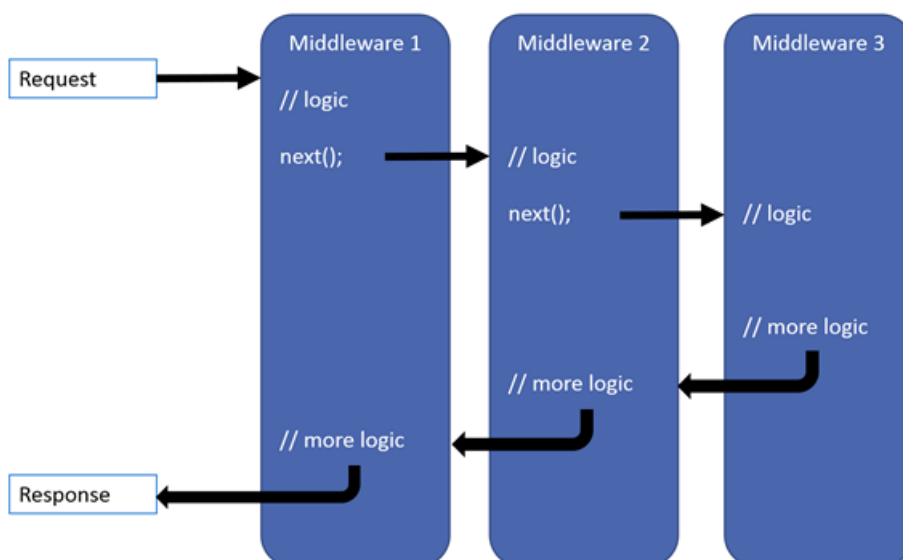 Middleware 1
Middleware 2
Middleware 3
Request
// logic
next();
// logic
next();
// logic
// more logic
// more logic
// more logic
Response